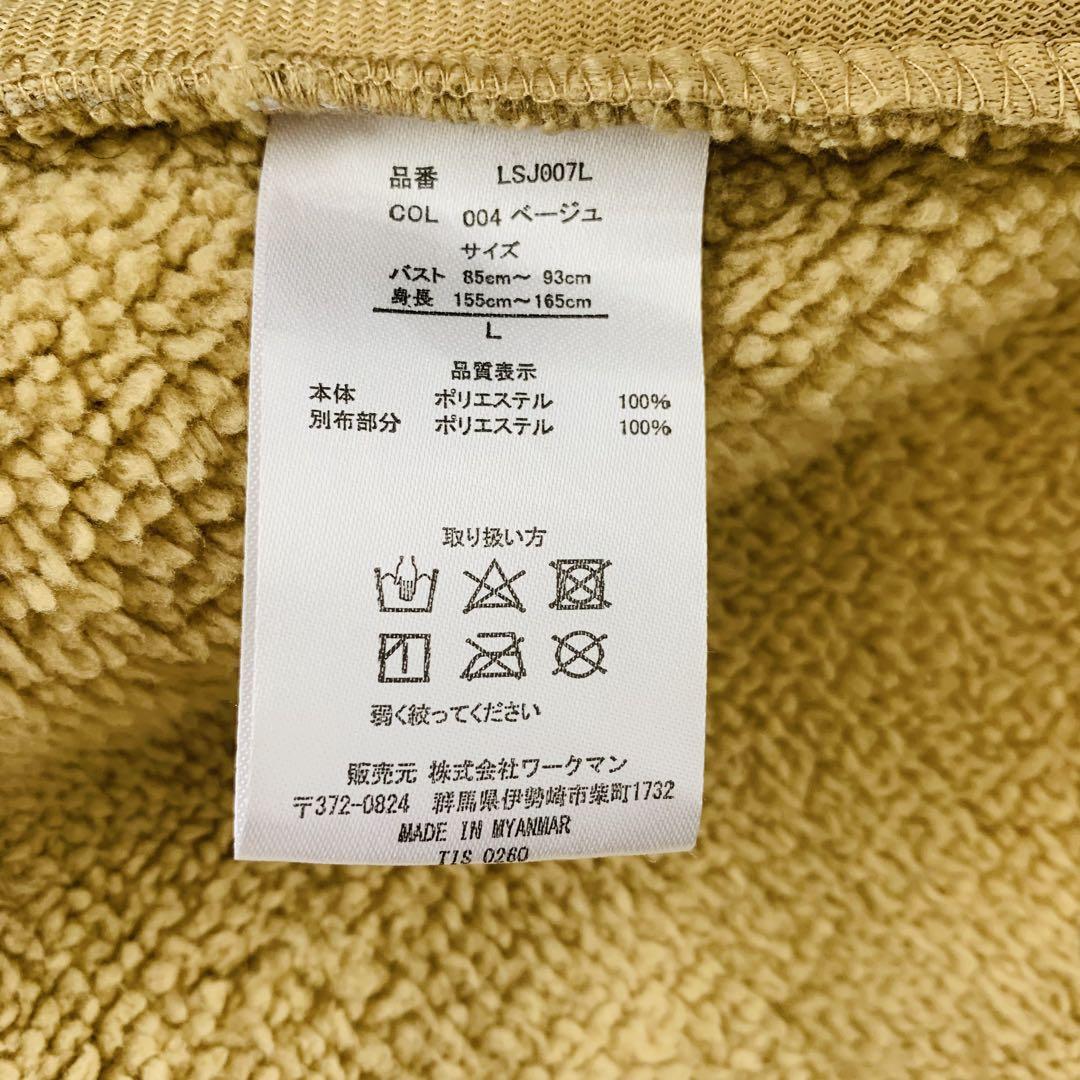 品番 LSJ007L
COL 004 ベージュ
サイズ
バスト 85cm～ 93cm
身長 155cm～165cm
L
品質表示
本体 ポリエステル 100%
別布部分 ポリエステル 100%
取り扱い方
弱く絞ってください
販売元 株式会社ワークマン
〒372-0824 群馬県伊勢崎市柴町1732
MADE IN MYANMAR
TIS 0260